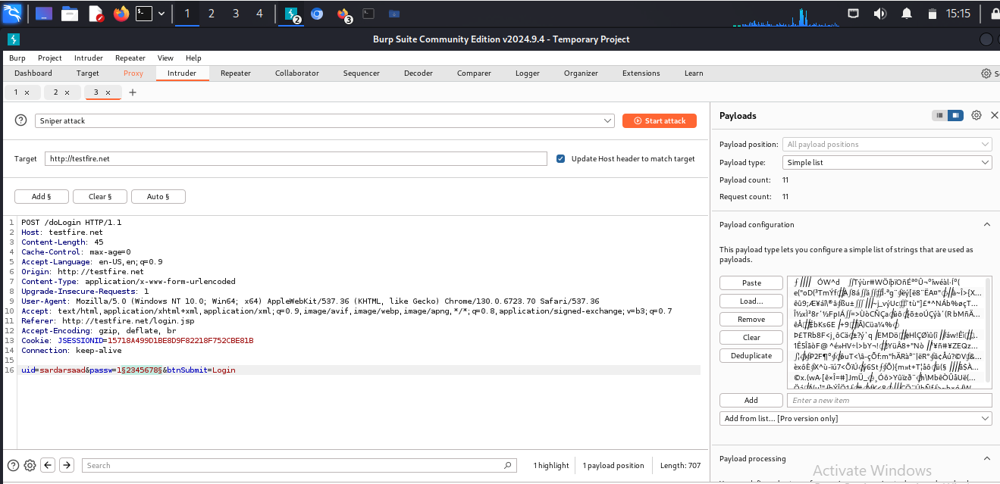 1 2 3 4 2 3 15:15
Burp Suite Community Edition v2024.9.4 - Temporary Project
Burp Project Intruder Repeater View Help
Dashboard Target Proxy Intruder Repeater Collaborator Sequencer Decoder Comparer Logger Organizer Extensions Learn
1 × 2 × 3 × +
Sniper attack Start attack
Target http://testfire.net Update Host header to match target
Add § Clear § Auto §
1 POST /doLogin HTTP/1.1
2 Host: testfire.net
3 Content-Length: 45
4 Cache-Control: max-age=0
5 Accept-Language: en-US,en;q=0.9
6 Origin: http://testfire.net
7 Content-Type: application/x-www-form-urlencoded
8 Upgrade-Insecure-Requests: 1
9 User-Agent: Mozilla/5.0 (Windows NT 10.0; Win64; x64) AppleWebKit/537.36 (KHTML, like Gecko) Chrome/130.0.6723.70 Safari/537.36
10 Accept: text/html,application/xhtml+xml,application/xml;q=0.9,image/avif,image/webp,image/apng,*/*;q=0.8,application/signed-exchange;v=b3;q=0.7
11 Referer: http://testfire.net/login.jsp
12 Accept-Encoding: gzip, deflate, br
13 Cookie: JSESSIONID=15718A499D1BE8D9F82218F752CBE81B
14 Connection: keep-alive
15
16 uid=sardarsaad&passw=1§2345678§&btnSubmit=Login
Search 1 highlight 1 payload position Length: 707
Payloads
Payload position: All payload positions
Payload type: Simple list
Payload count: 11
Request count: 11
Payload configuration
This payload type lets you configure a simple list of strings that are used as
payloads.
Paste
Load...
Remove
Clear
Deduplicate
Add Enter a new item
Add from list... [Pro version only]
Payload processing
Activate Windows